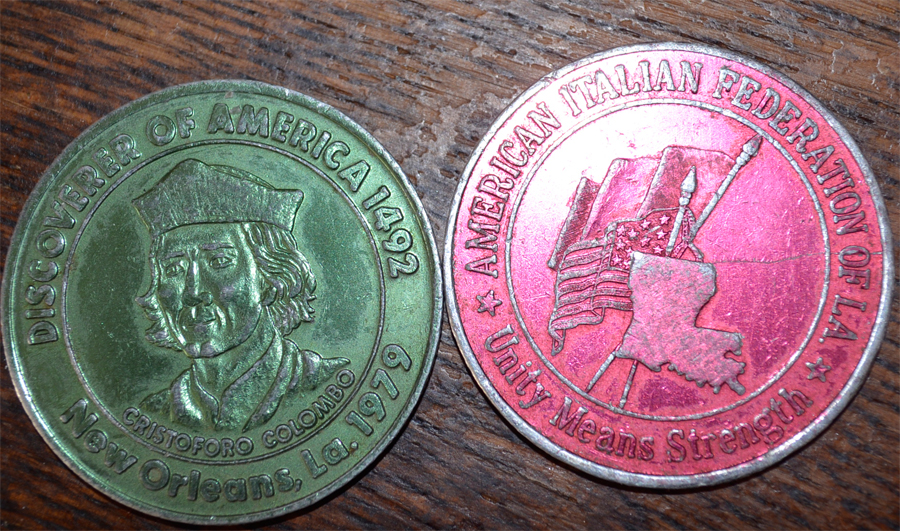 DISCOVERER OF AMERICA 1492
CRISTOFORO COLOMBO
New Orleans, La. 1979
AMERICAN ITALIAN FEDERATION OF LA
Unity Means Strength